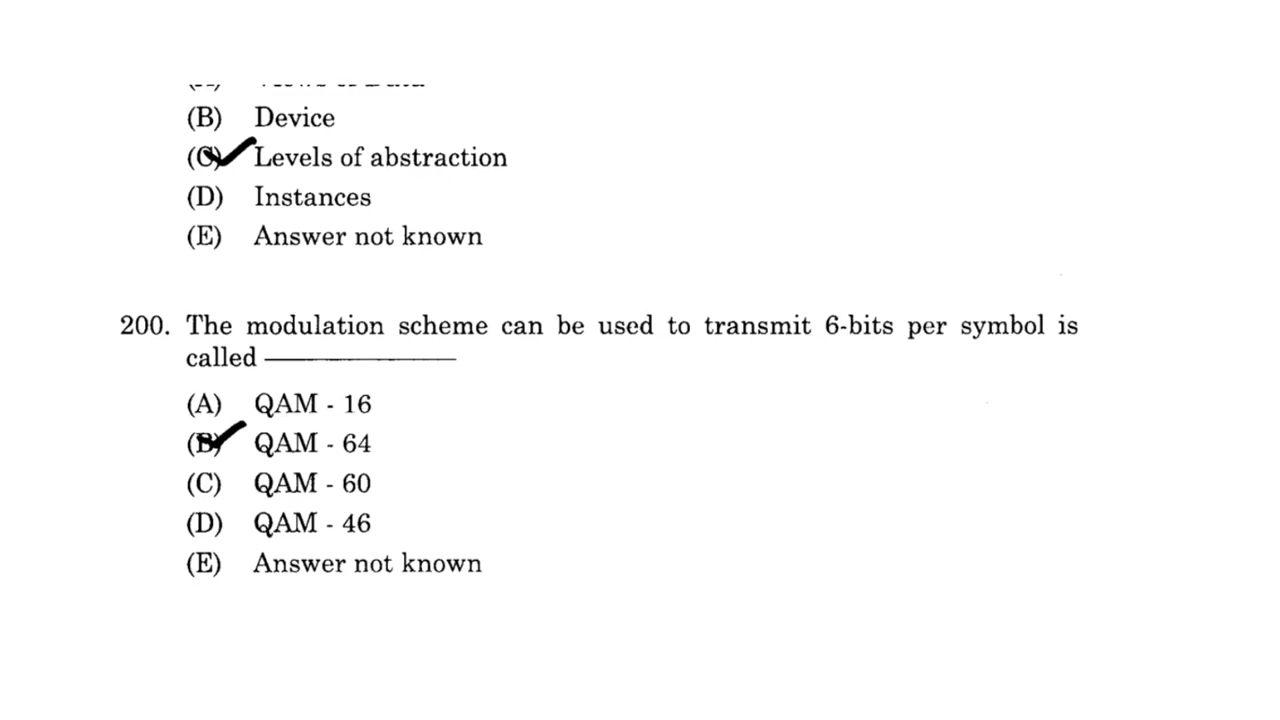 (B) Device
(C) Levels of abstraction
(D) Instances
(E) Answer not known
200. The modulation scheme can be used to transmit 6-bits per symbol is
called
(A) QAM - 16
(B) QAM - 64
(C) QAM - 60
(D) QAM - 46
(E) Answer not known